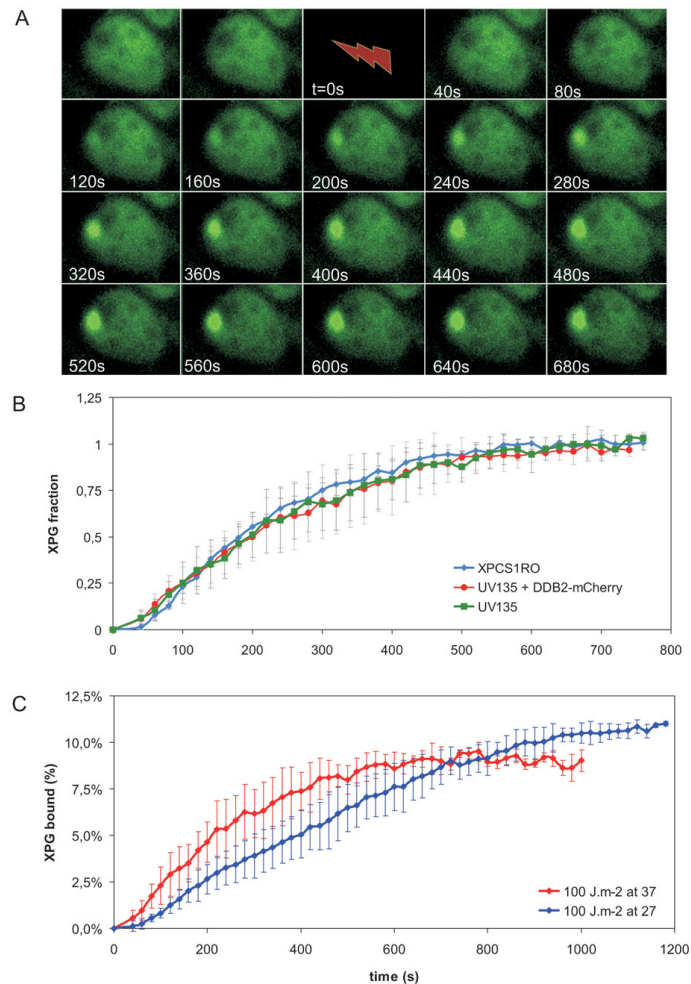 A
t=0s 40s 80s
120s 160s 200s 240s 280s
320s 360s 400s 440s 480s
520s 560s 600s 640s 680s
B
1,25
1
0,75
0,5
0,25
0
XPG fraction
XPCS1RO
UV135 + DDB2-mCherry
UV135
0 100 200 300 400 500 600 700 800
C
12,5%
10,0%
7,5%
5,0%
2,5%
0,0%
XPG bound (%)
100 J.m-2 at 37
100 J.m-2 at 27
0 200 400 600 800 1000 1200
time (s)